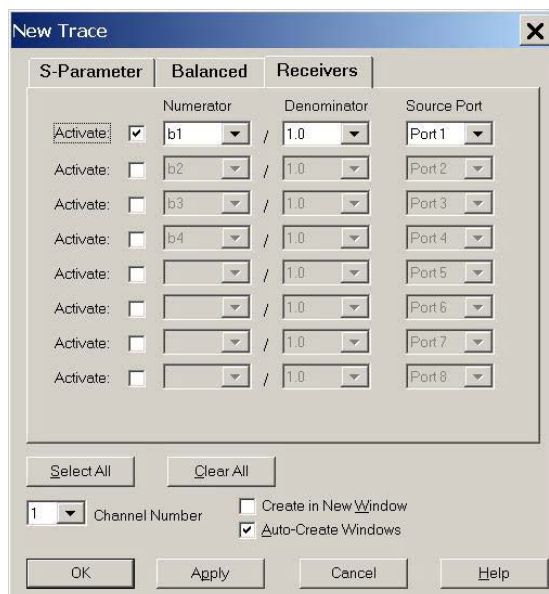 New Trace
S-Parameter Balanced Receivers
Numerator Denominator Source Port
Activate: b1 / 1.0 Port 1
Activate: b2 / 1.0 Port 2
Activate: b3 / 1.0 Port 3
Activate: b4 / 1.0 Port 4
Activate: / 1.0 Port 5
Activate: / 1.0 Port 6
Activate: / 1.0 Port 7
Activate: / 1.0 Port 8
Select All Clear All
1 Channel Number
Create in New Window
Auto-Create Windows
OK Apply Cancel Help